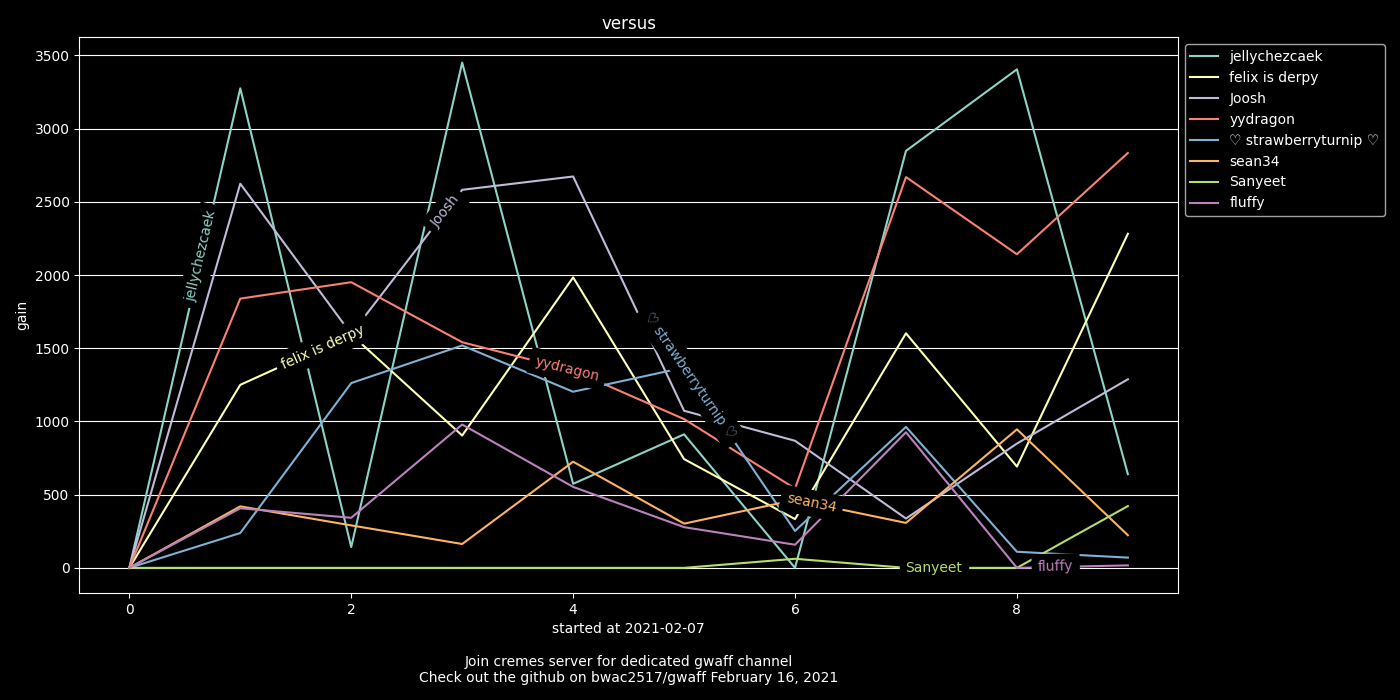 versus
3500
3000
2500
2000
1500
1000
500
0
gain
jellychezcaek
felix is derpy
Joosh
yydragon
♡ strawberryturnip ♡
sean34
Sanyeet
fluffy
0 2 4 6 8
started at 2021-02-07
Join cremes server for dedicated gwaff channel
Check out the github on bwac2517/gwaff February 16, 2021
jellychezcaek
felix is derpy
Joosh
yydragon
♡ strawberryturnip ♡
sean34
Sanyeet
fluffy